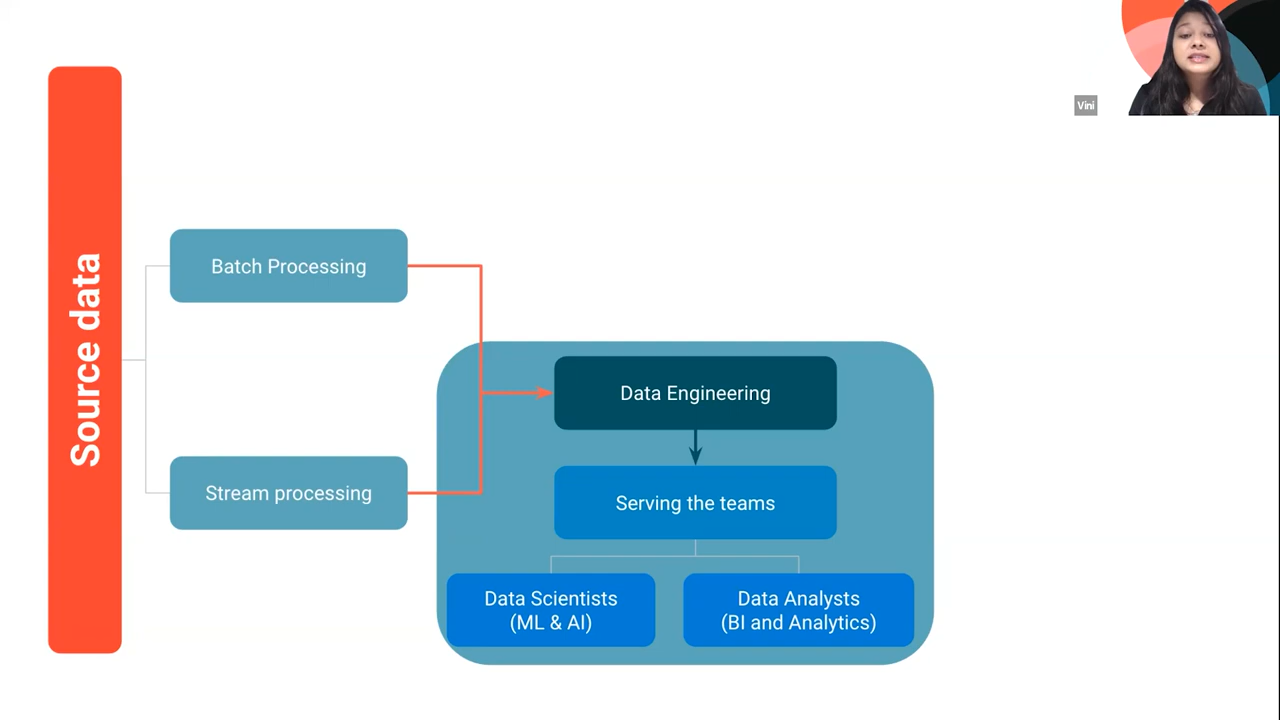 Vini
Source data
Batch Processing
Stream processing
Data Engineering
Serving the teams
Data Scientists
(ML & AI)
Data Analysts
(BI and Analytics)